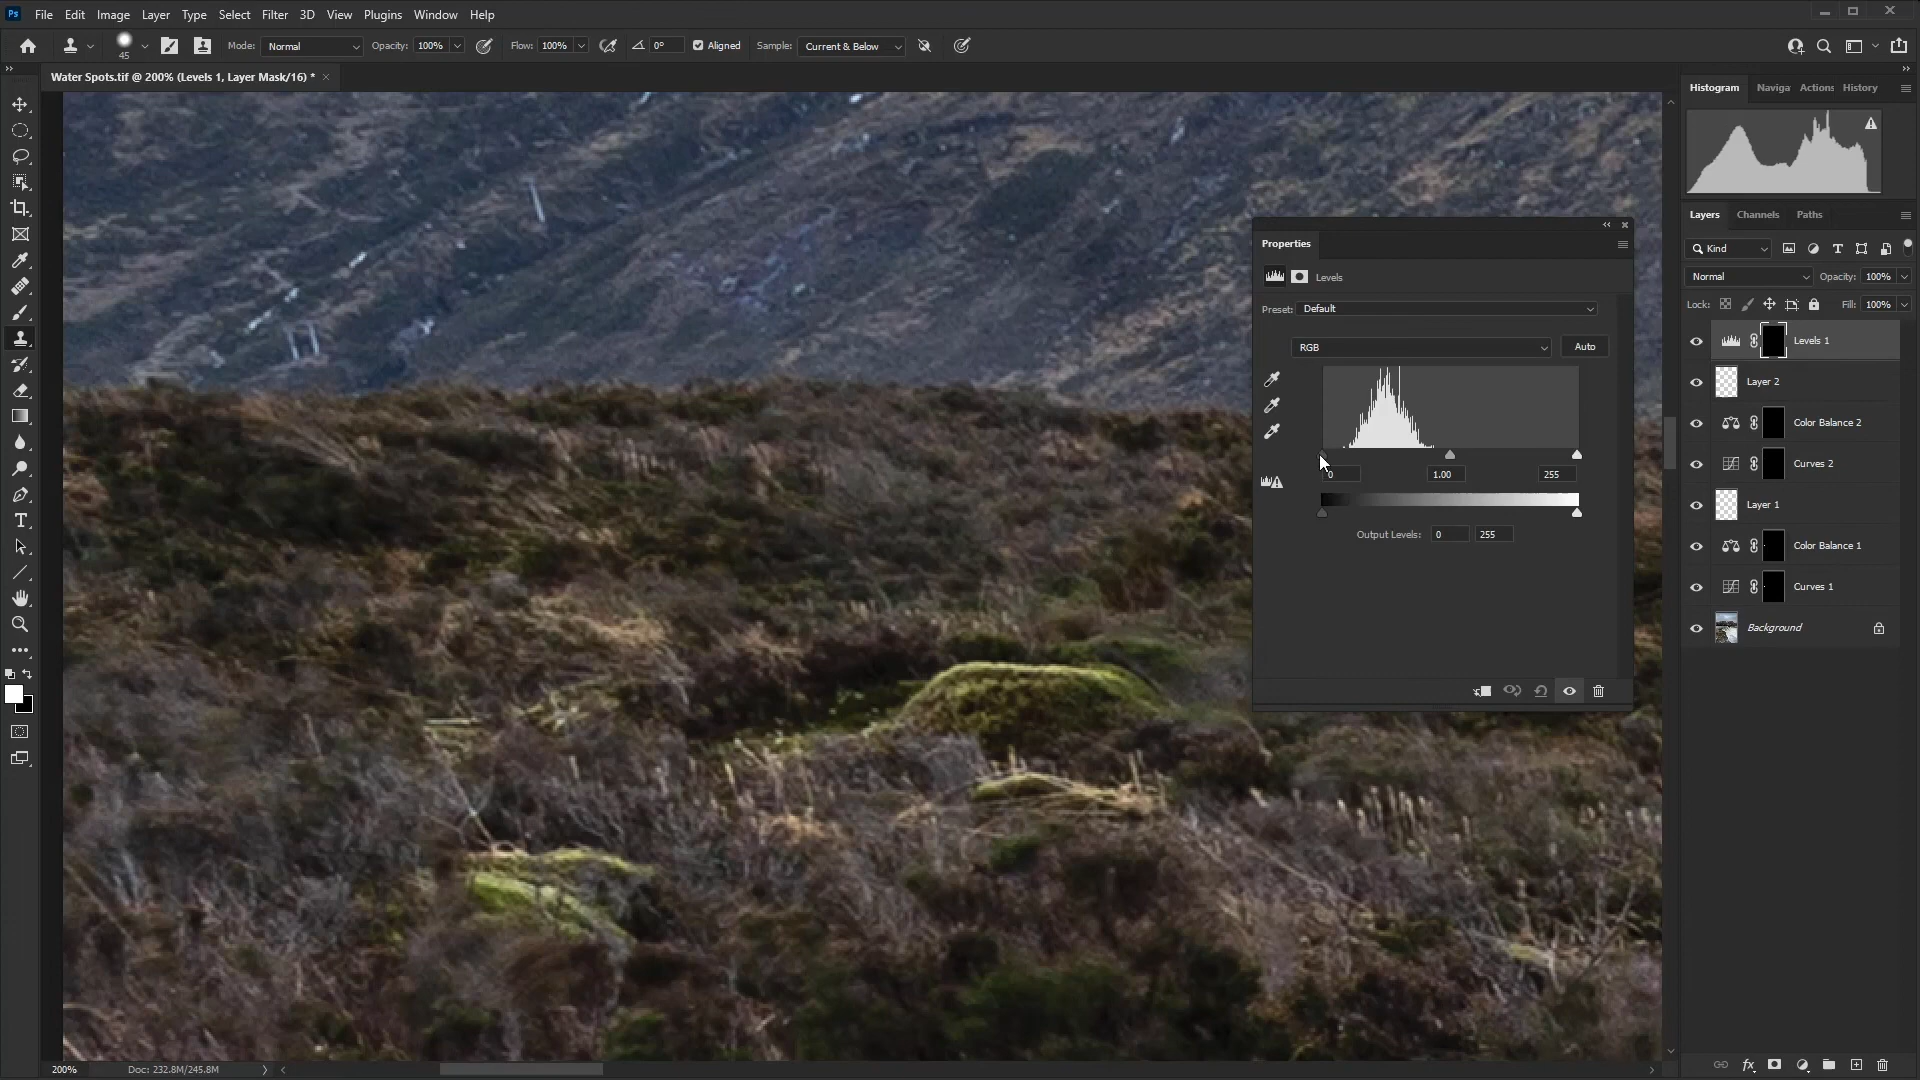 Ps File Edit Image Layer Type Select Filter 3D View Plugins Window Help
45 Mode: Normal Opacity: 100% Flow: 100% 0° Aligned Sample: Current & Below
Water Spots.tif @ 200% (Levels 1, Layer Mask/16) * ×
Histogram Naviga Actions History
Layers Channels Paths
Kind
Normal Opacity: 100%
Lock: Fill: 100%
Levels 1
Layer 2
Color Balance 2
Curves 2
Layer 1
Color Balance 1
Curves 1
Background
Properties
Levels
Preset: Default
RGB Auto
0 1.00 255
Output Levels: 0 255
200% Doc: 232.8M/245.8M